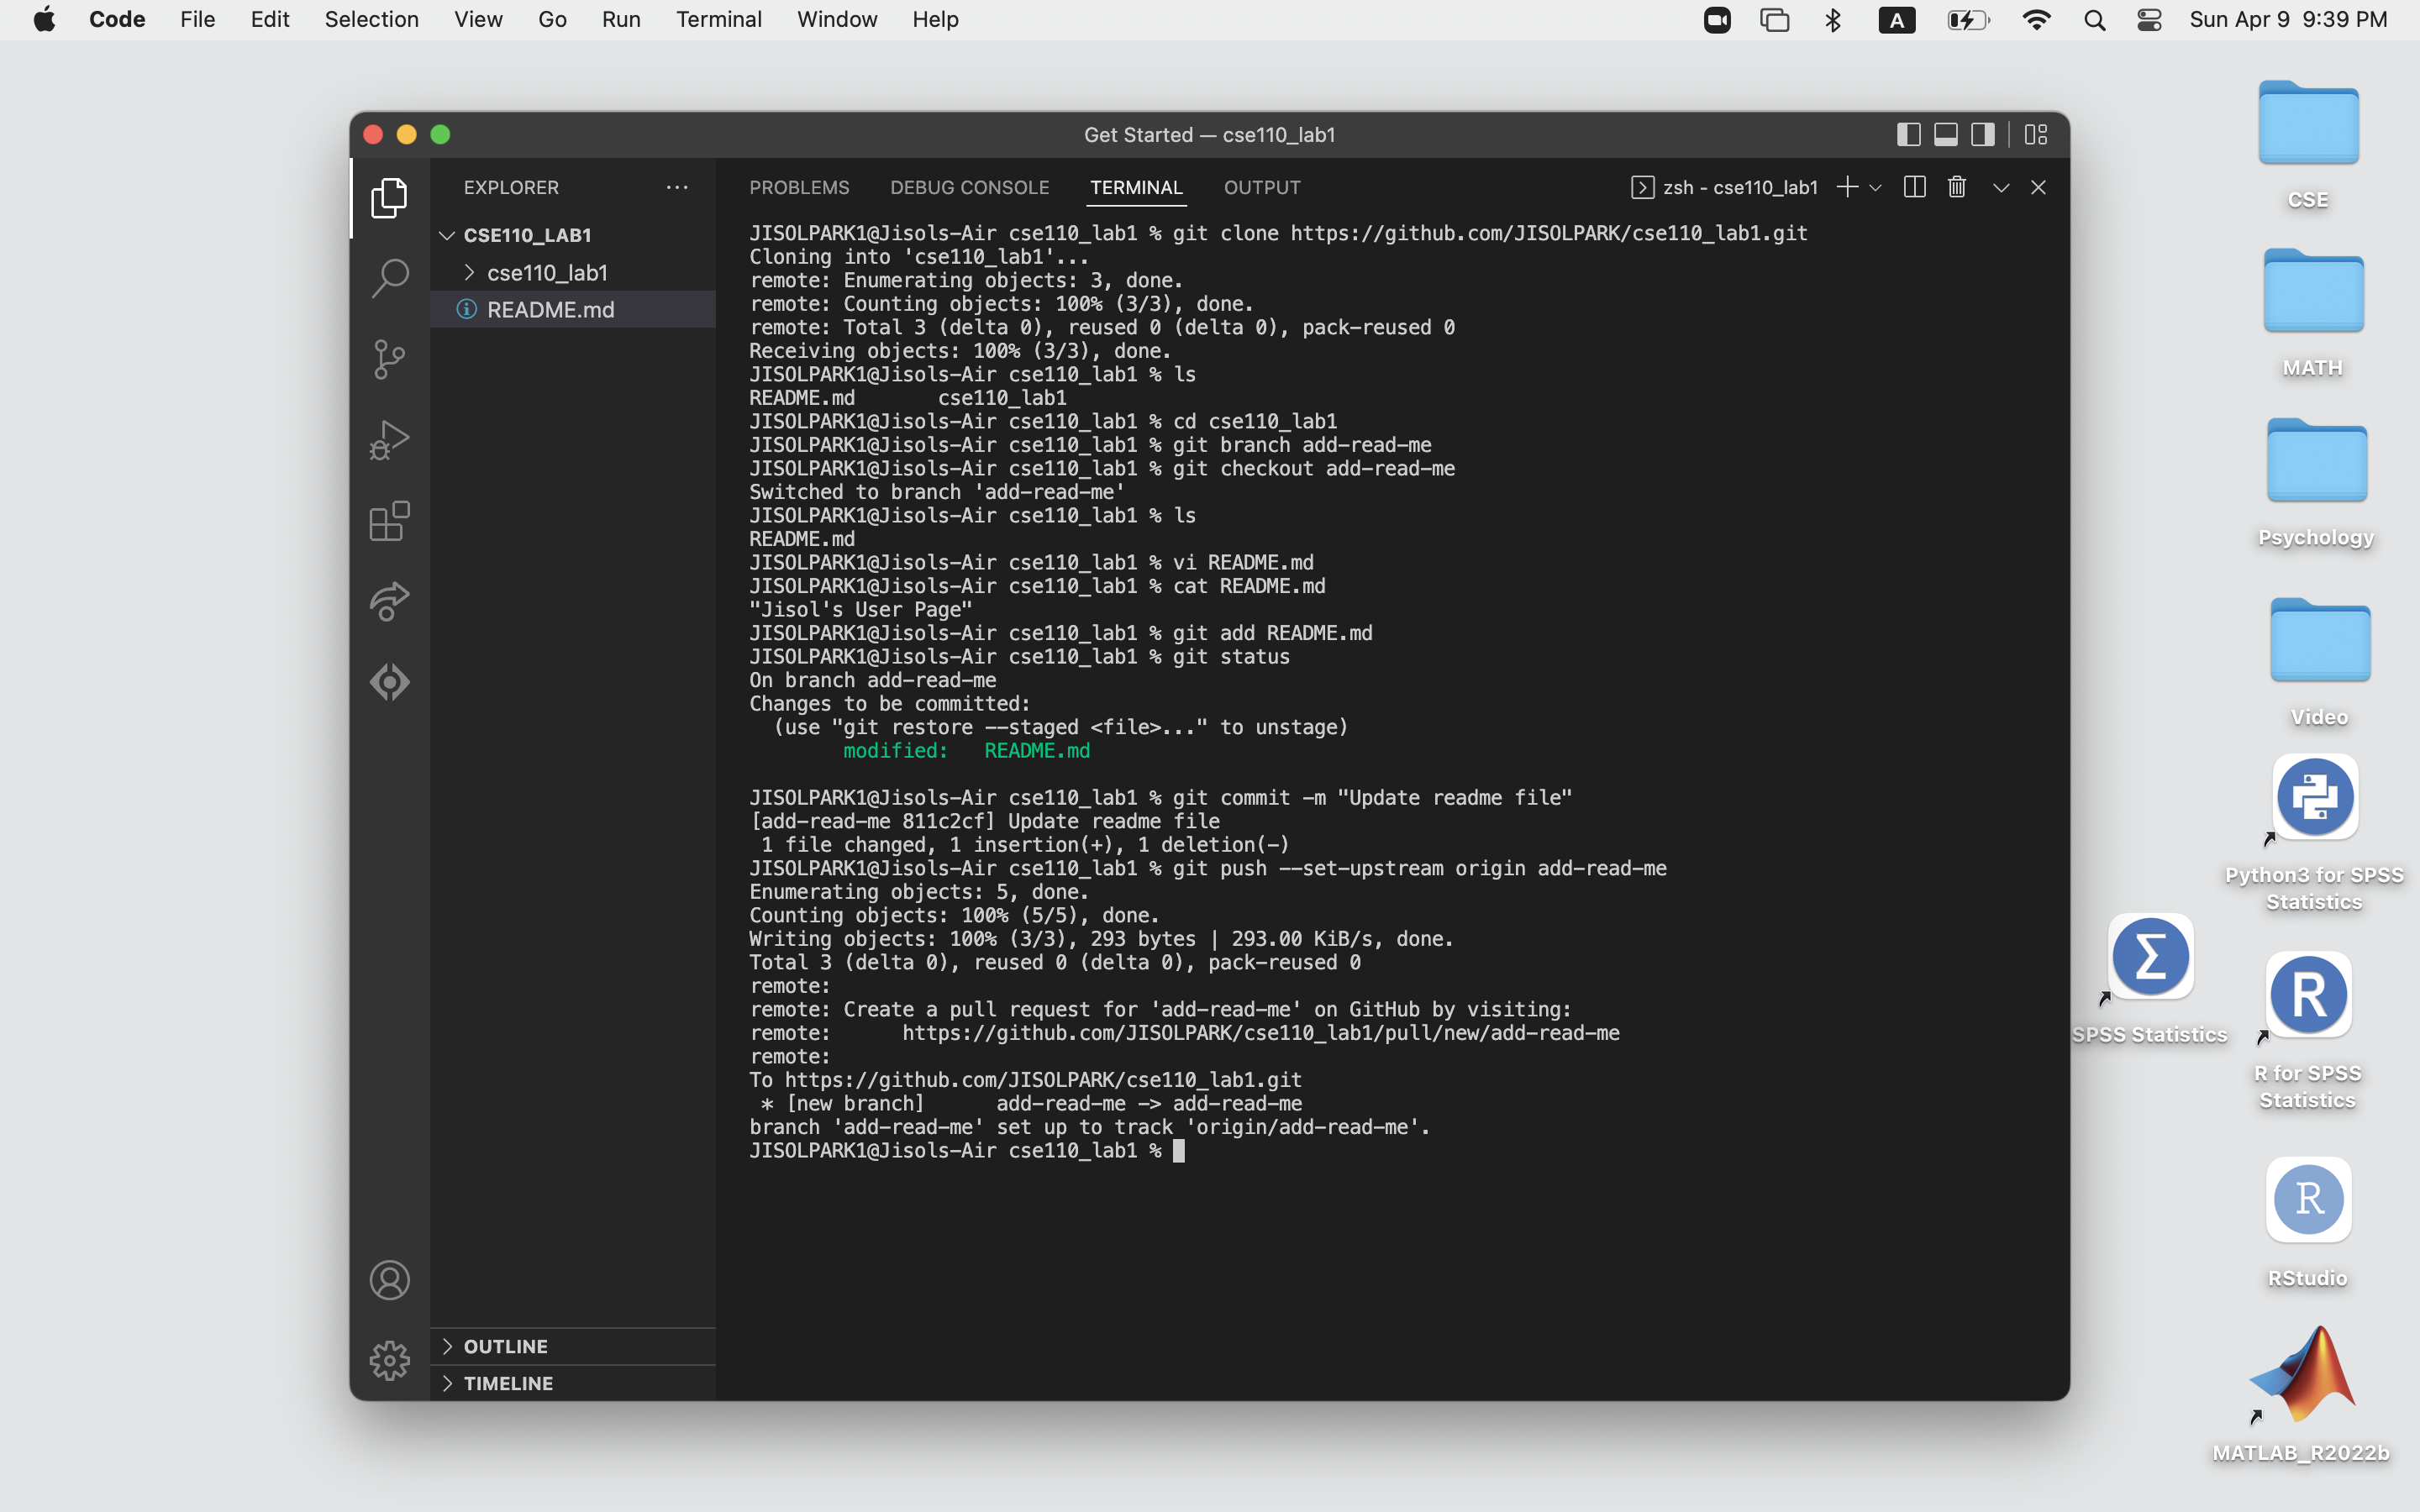 Code File Edit Selection View Go Run Terminal Window Help A Sun Apr 9 9:39 PM
Get Started — cse110_lab1
EXPLORER
CSE110_LAB1
cse110_lab1
README.md
OUTLINE
TIMELINE
PROBLEMS DEBUG CONSOLE TERMINAL OUTPUT zsh - cse110_lab1
JISOLPARK1@Jisols-Air cse110_lab1 % git clone https://github.com/JISOLPARK/cse110_lab1.git
Cloning into 'cse110_lab1'...
remote: Enumerating objects: 3, done.
remote: Counting objects: 100% (3/3), done.
remote: Total 3 (delta 0), reused 0 (delta 0), pack-reused 0
Receiving objects: 100% (3/3), done.
JISOLPARK1@Jisols-Air cse110_lab1 % ls
README.md cse110_lab1
JISOLPARK1@Jisols-Air cse110_lab1 % cd cse110_lab1
JISOLPARK1@Jisols-Air cse110_lab1 % git branch add-read-me
JISOLPARK1@Jisols-Air cse110_lab1 % git checkout add-read-me
Switched to branch 'add-read-me'
JISOLPARK1@Jisols-Air cse110_lab1 % ls
README.md
JISOLPARK1@Jisols-Air cse110_lab1 % vi README.md
JISOLPARK1@Jisols-Air cse110_lab1 % cat README.md
"Jisol's User Page"
JISOLPARK1@Jisols-Air cse110_lab1 % git add README.md
JISOLPARK1@Jisols-Air cse110_lab1 % git status
On branch add-read-me
Changes to be committed:
(use "git restore --staged <file>..." to unstage)
modified: README.md
JISOLPARK1@Jisols-Air cse110_lab1 % git commit -m "Update readme file"
[add-read-me 811c2cf] Update readme file
1 file changed, 1 insertion(+), 1 deletion(-)
JISOLPARK1@Jisols-Air cse110_lab1 % git push --set-upstream origin add-read-me
Enumerating objects: 5, done.
Counting objects: 100% (5/5), done.
Writing objects: 100% (3/3), 293 bytes | 293.00 KiB/s, done.
Total 3 (delta 0), reused 0 (delta 0), pack-reused 0
remote:
remote: Create a pull request for 'add-read-me' on GitHub by visiting:
remote: https://github.com/JISOLPARK/cse110_lab1/pull/new/add-read-me
remote:
To https://github.com/JISOLPARK/cse110_lab1.git
* [new branch] add-read-me -> add-read-me
branch 'add-read-me' set up to track 'origin/add-read-me'.
JISOLPARK1@Jisols-Air cse110_lab1 %
CSE
MATH
Psychology
Video
Python3 for SPSS
Statistics
Σ
SPSS Statistics
R
R for SPSS
Statistics
R
RStudio
MATLAB_R2022b